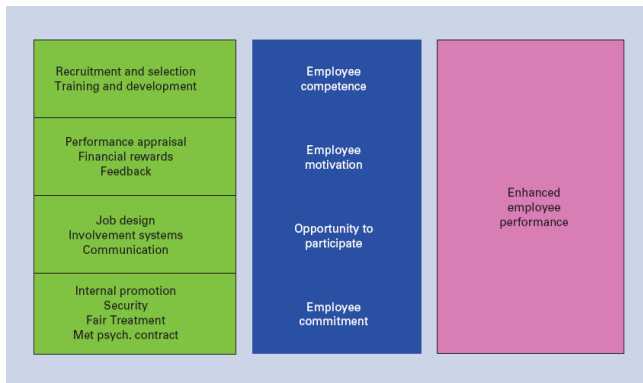 Recruitment and selection
Training and development
Employee
competence
Performance appraisal
Financial rewards
Feedback
Employee
motivation
Enhanced
employee
performance
Job design
Involvement systems
Communication
Opportunity to
participate
Internal promotion
Security
Fair Treatment
Met psych. contract
Employee
commitment